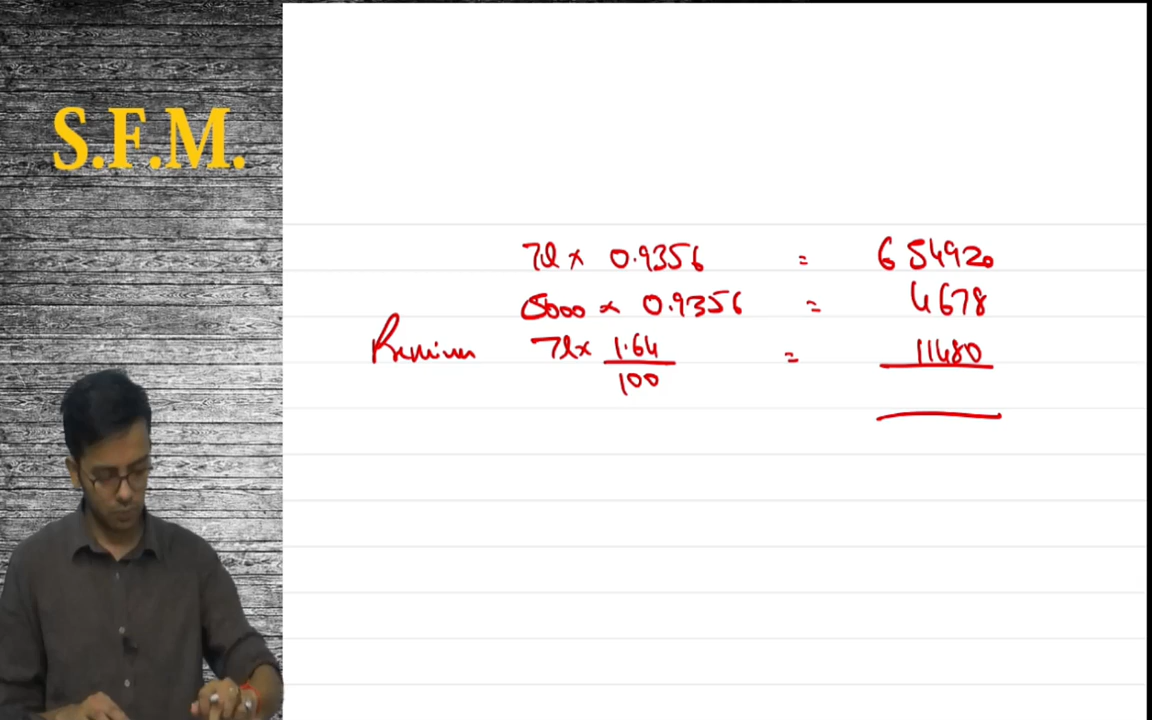 S.F.M.
7l × 0.9356 = 654920
5000 × 0.9356 = 4678
Premium 7l × 1.64 = 11480
100